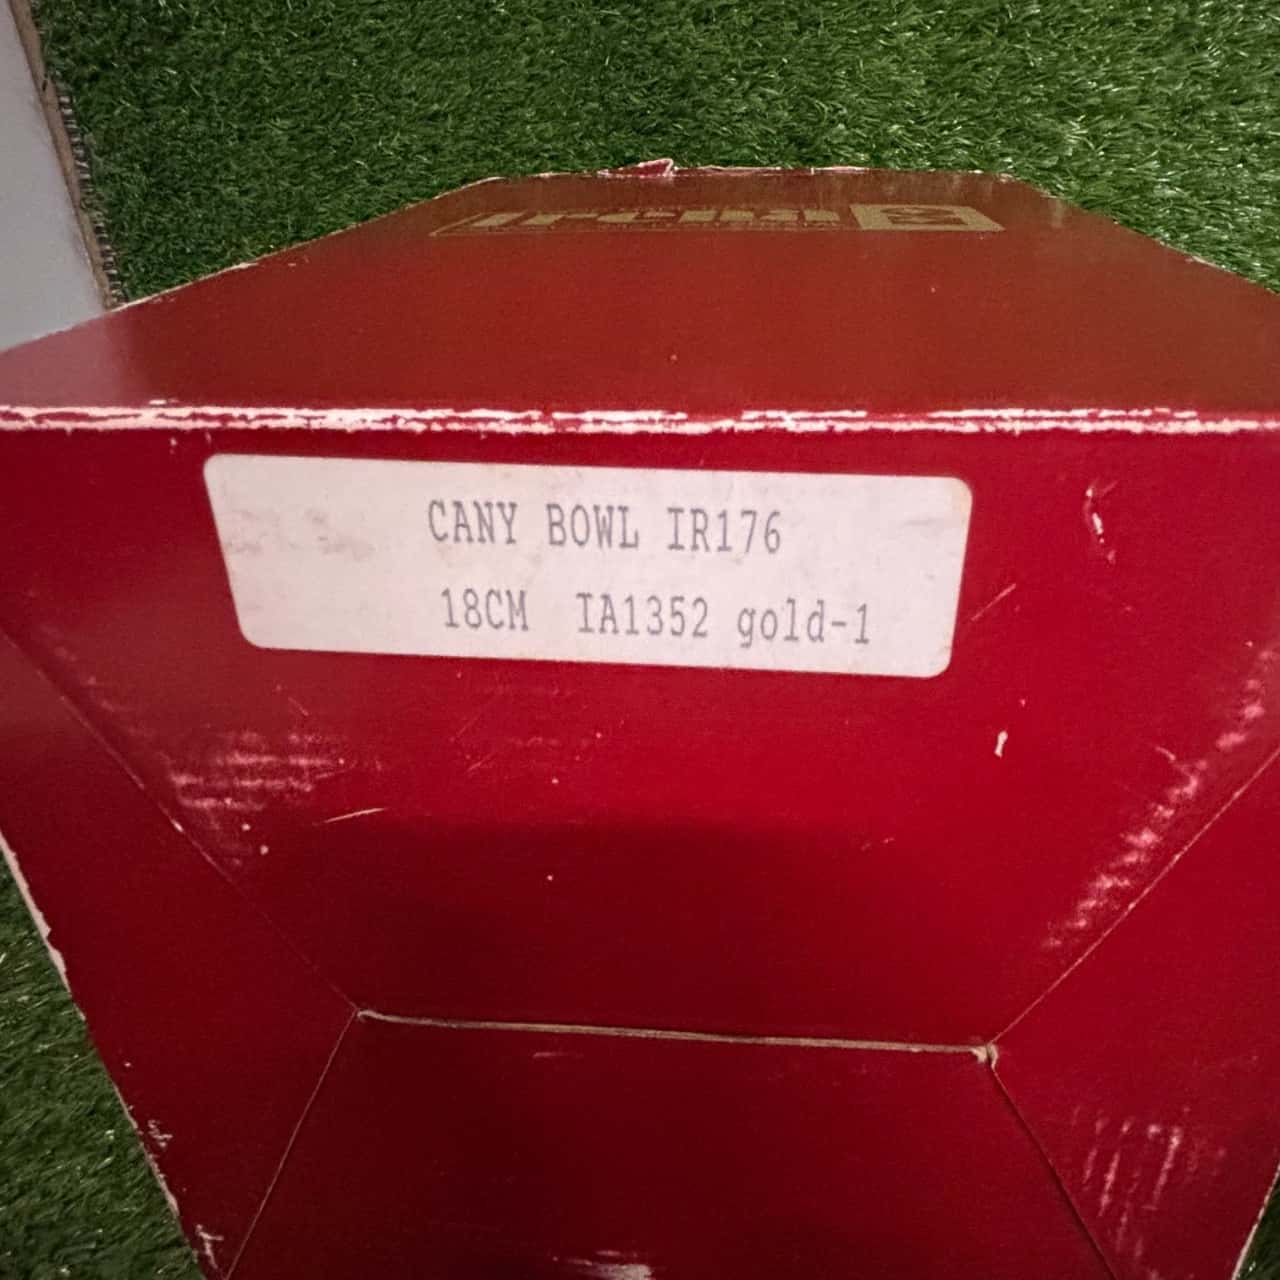 CANY BOWL IR176
18CM IA1352 gold-1